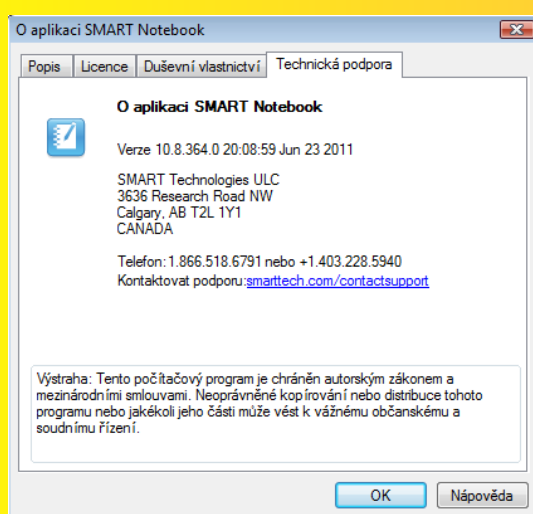 O aplikaci SMART Notebook
Popis Licence Duševní vlastnictví Technická podpora
O aplikaci SMART Notebook
Verze 10.8.364.0 20:08:59 Jun 23 2011
SMART Technologies ULC
3636 Research Road NW
Calgary, AB T2L 1Y1
CANADA
Telefon: 1.866.518.6791 nebo +1.403.228.5940
Kontaktovat podporu:smarttech.com/contactsupport
Výstraha: Tento počítačový program je chráněn autorským zákonem a
mezinárodními smlouvami. Neoprávněné kopírování nebo distribuce tohoto
programu nebo jakékoli jeho části může vést k vážnému občanskému a
soudnímu řízení.
OK Nápověda